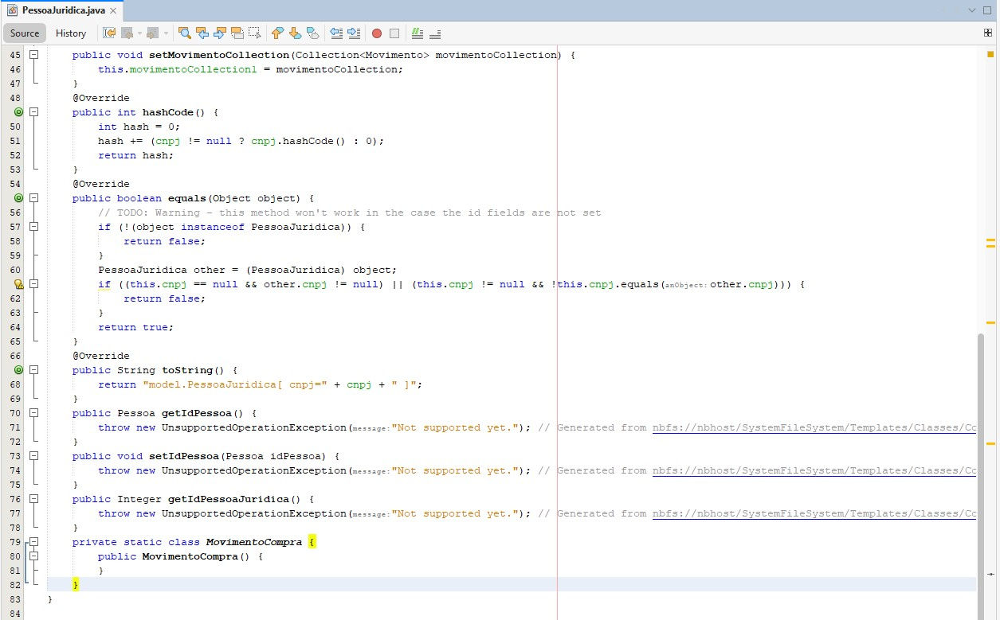 PessoaJuridica.java
Source History
45 public void setMovimentoCollection(Collection<Movimento> movimentoCollection) {
46 this.movimentoCollection1 = movimentoCollection;
47 }
48 @Override
public int hashCode() {
50 int hash = 0;
51 hash += (cnpj != null ? cnpj.hashCode() : 0);
52 return hash;
53 }
54 @Override
public boolean equals(Object object) {
56 // TODO: Warning - this method won't work in the case the id fields are not set
57 if (!(object instanceof PessoaJuridica)) {
58 return false;
59 }
60 PessoaJuridica other = (PessoaJuridica) object;
if ((this.cnpj == null && other.cnpj != null) || (this.cnpj != null && !this.cnpj.equals(anObject: other.cnpj))) {
62 return false;
63 }
64 return true;
65 }
66 @Override
public String toString() {
68 return "model.PessoaJuridica[ cnpj=" + cnpj + " ]";
69 }
70 public Pessoa getIdPessoa() {
71 throw new UnsupportedOperationException(message: "Not supported yet."); // Generated from nbfs://nbhost/SystemFileSystem/Templates/Classes/Co
72 }
73 public void setIdPessoa(Pessoa idPessoa) {
74 throw new UnsupportedOperationException(message: "Not supported yet."); // Generated from nbfs://nbhost/SystemFileSystem/Templates/Classes/Co
75 }
76 public Integer getIdPessoaJuridica() {
77 throw new UnsupportedOperationException(message: "Not supported yet."); // Generated from nbfs://nbhost/SystemFileSystem/Templates/Classes/Co
78 }
79 private static class MovimentoCompra {
80 public MovimentoCompra() {
81 }
82 }
83 }
84